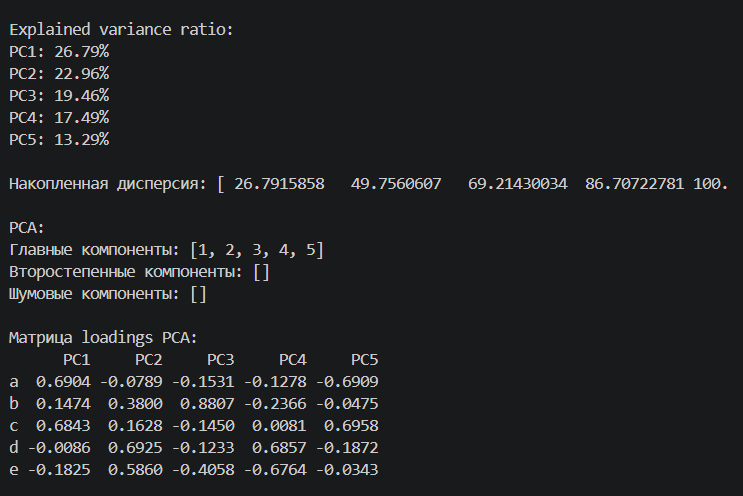 Explained variance ratio:
PC1: 26.79%
PC2: 22.96%
PC3: 19.46%
PC4: 17.49%
PC5: 13.29%
Накопленная дисперсия: [ 26.7915858   49.7560607   69.21430034  86.70722781 100.
PCA:
Главные компоненты: [1, 2, 3, 4, 5]
Второстепенные компоненты: []
Шумовые компоненты: []
Матрица loadings PCA:
      PC1     PC2     PC3     PC4     PC5
a  0.6904 -0.0789 -0.1531 -0.1278 -0.6909
b  0.1474  0.3800  0.8807 -0.2366 -0.0475
c  0.6843  0.1628 -0.1450  0.0081  0.6958
d -0.0086  0.6925 -0.1233  0.6857 -0.1872
e -0.1825  0.5860 -0.4058 -0.6764 -0.0343